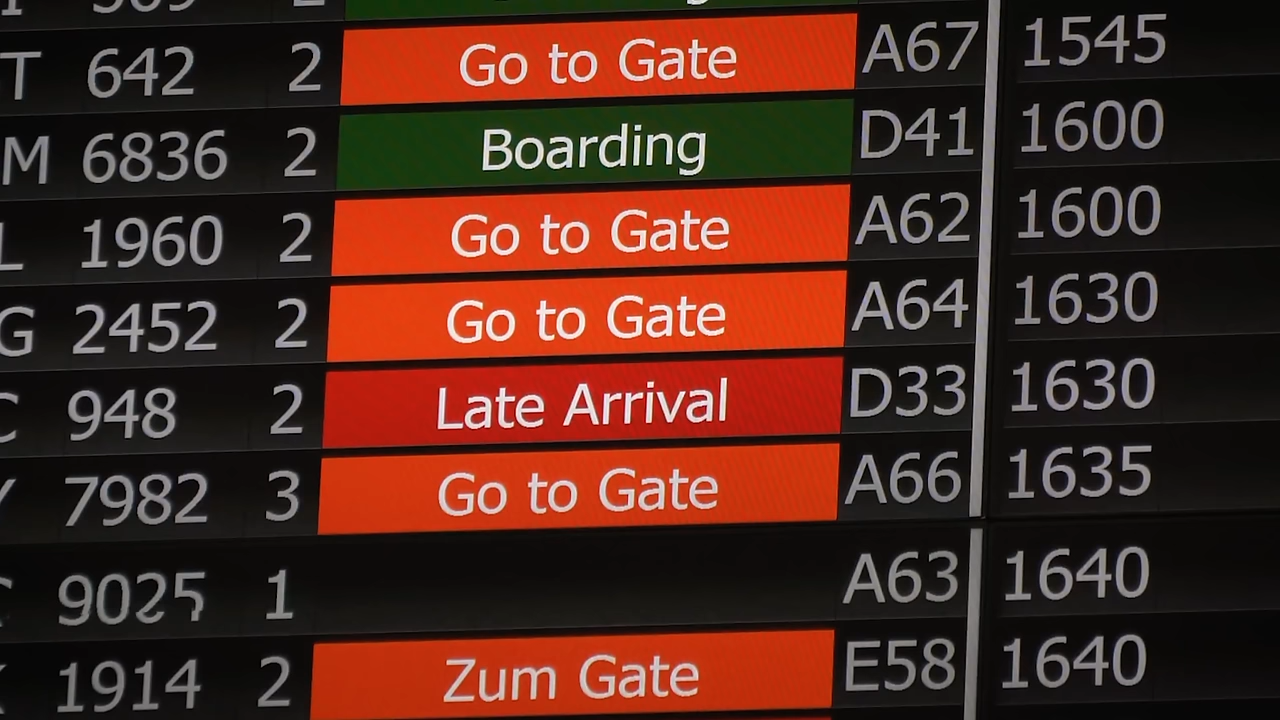 T 642 2 Go to Gate A67 1545
M 6836 2 Boarding D41 1600
L 1960 2 Go to Gate A62 1600
G 2452 2 Go to Gate A64 1630
948 2 Late Arrival D33 1630
7982 3 Go to Gate A66 1635
9025 1 A63 1640
1914 2 Zum Gate E58 1640